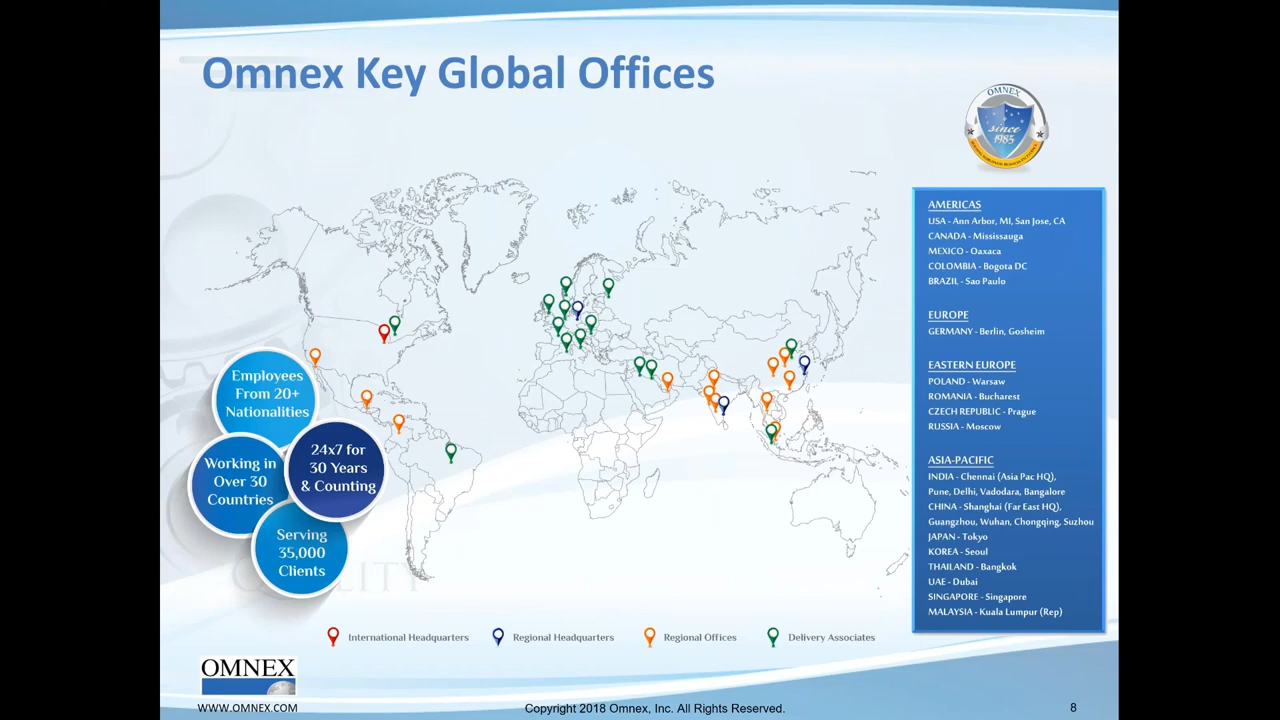 Omnex Key Global Offices
OMNEX
since
1985
AMERICAS
USA - Ann Arbor, MI, San Jose, CA
CANADA - Mississauga
MEXICO - Oaxaca
COLOMBIA - Bogota DC
BRAZIL - Sao Paulo
EUROPE
GERMANY - Berlin, Gosheim
EASTERN EUROPE
POLAND - Warsaw
ROMANIA - Bucharest
CZECH REPUBLIC - Prague
RUSSIA - Moscow
ASIA-PACIFIC
INDIA - Chennai (Asia Pac HQ),
Pune, Delhi, Vadodara, Bangalore
CHINA - Shanghai (Far East HQ),
Guangzhou, Wuhan, Chongqing, Suzhou
JAPAN - Tokyo
KOREA - Seoul
THAILAND - Bangkok
UAE - Dubai
SINGAPORE - Singapore
MALAYSIA - Kuala Lumpur (Rep)
Employees
From 20+
Nationalities
24x7 for
30 Years
& Counting
Working in
Over 30
Countries
Serving
35,000
Clients
International Headquarters
Regional Headquarters
Regional Offices
Delivery Associates
OMNEX
WWW.OMNEX.COM
Copyright 2018 Omnex, Inc. All Rights Reserved.
8